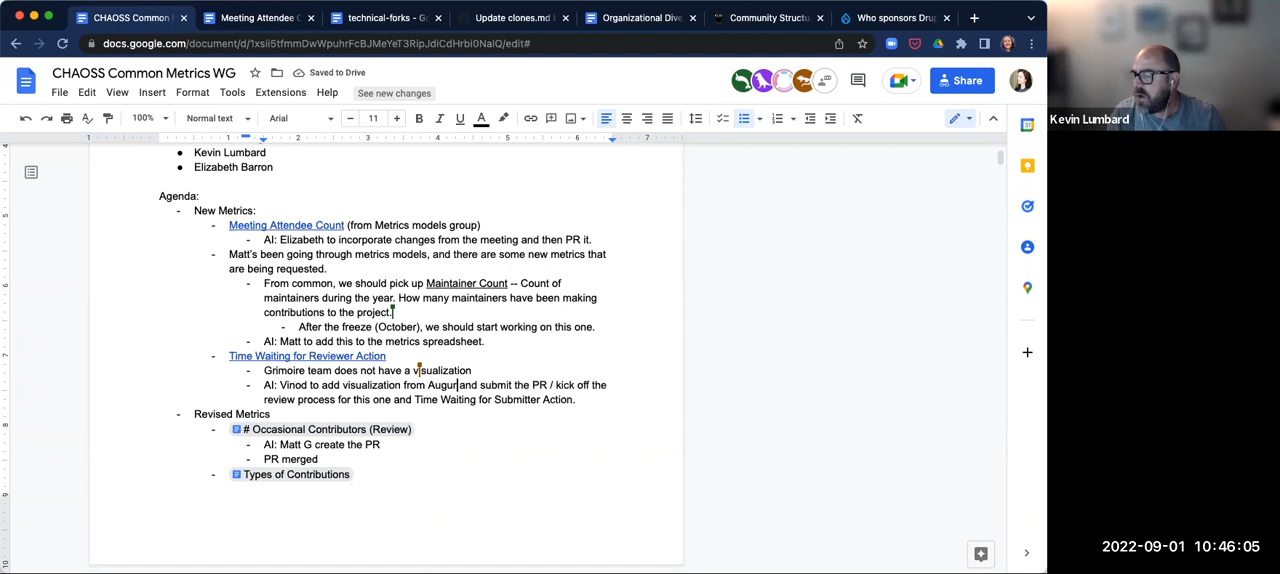 CHAOSS Common M
Meeting Attendee C
technical-forks - Go
Update clones.md b
Organizational Dive
Community Structu
Who sponsors Drup
docs.google.com/document/d/1xsii5tfmmDwWpuhrFcBJMeYeT3RipJdiCdHrbi0NalQ/edit#
CHAOSS Common Metrics WG
Saved to Drive
File Edit View Insert Format Tools Extensions Help
See new changes
Share
100%
Normal text
Arial
11
Kevin Lumbard
Kevin Lumbard
Elizabeth Barron
Agenda:
- New Metrics:
- Meeting Attendee Count (from Metrics models group)
- AI: Elizabeth to incorporate changes from the meeting and then PR it.
- Matt's been going through metrics models, and there are some new metrics that
are being requested.
- From common, we should pick up Maintainer Count -- Count of
maintainers during the year. How many maintainers have been making
contributions to the project.
- After the freeze (October), we should start working on this one.
- AI: Matt to add this to the metrics spreadsheet.
- Time Waiting for Reviewer Action
- Grimoire team does not have a visualization
- AI: Vinod to add visualization from Augur and submit the PR / kick off the
review process for this one and Time Waiting for Submitter Action.
- Revised Metrics
- # Occasional Contributors (Review)
- AI: Matt G create the PR
- PR merged
- Types of Contributions
2022-09-01 10:46:05